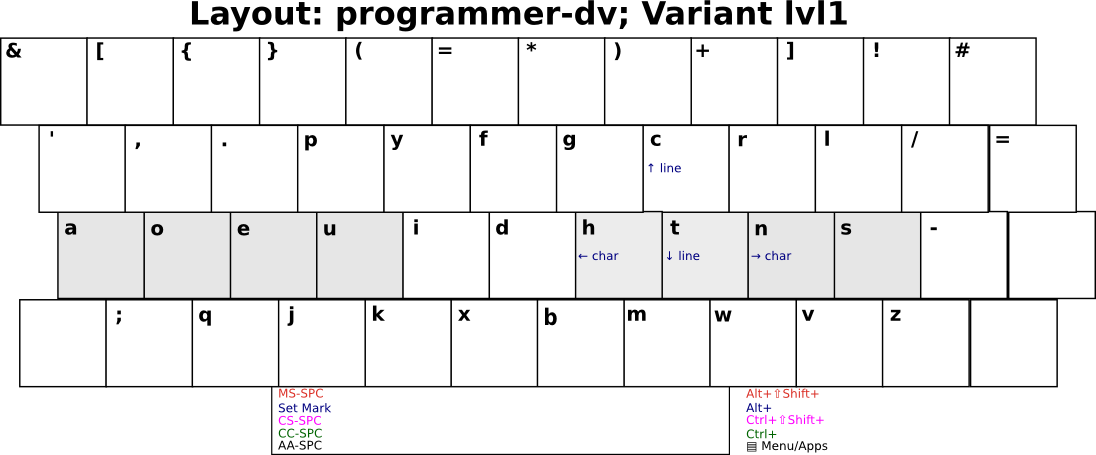 Layout: programmer-dv; Variant lvl1
& [ { } ( = * ) + ] ! #
' , . p y f g c r l / =
↑ line
a o e u i d h t n s -
← char ↓ line → char
; q j k x b m w v z
MS-SPC Alt+⇧Shift+
Set Mark Alt+
CS-SPC Ctrl+⇧Shift+
CC-SPC Ctrl+
AA-SPC ▤ Menu/Apps